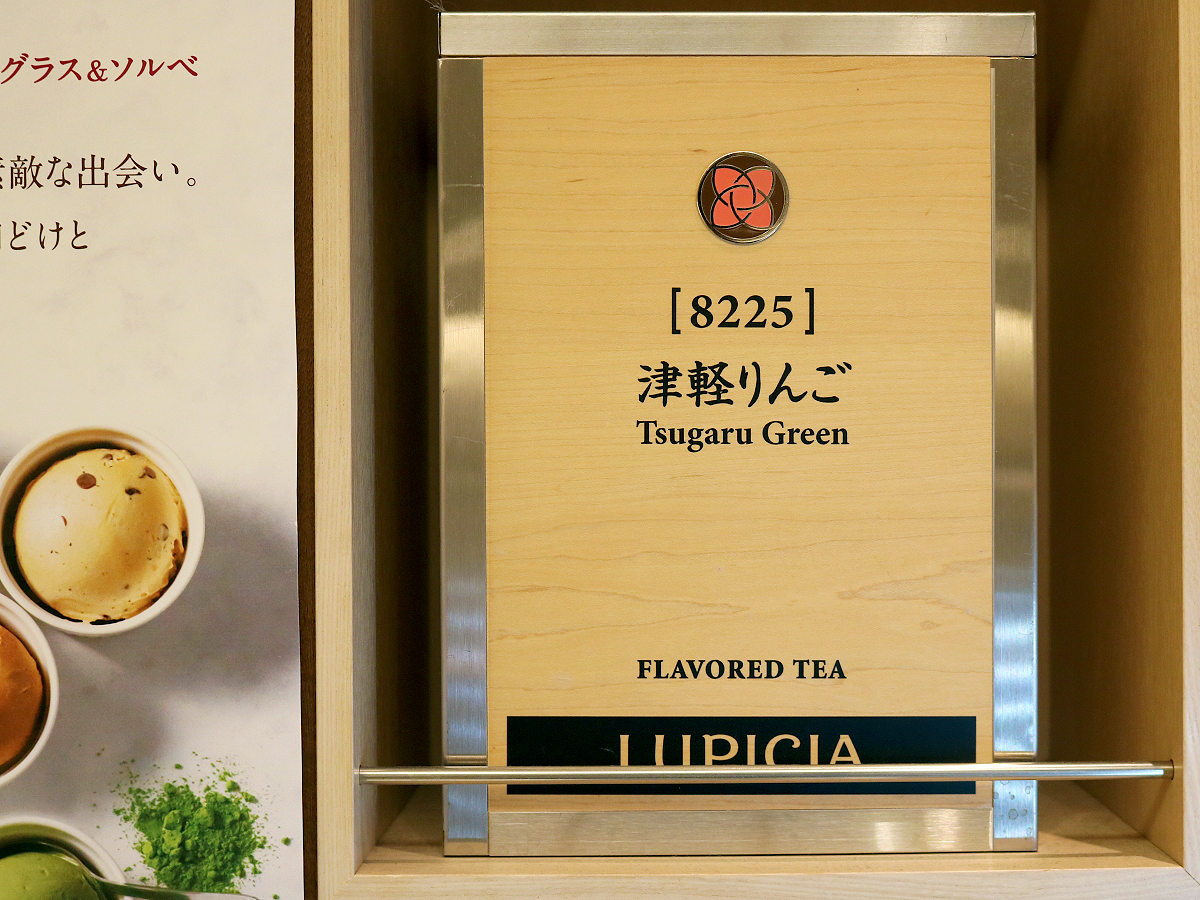 グラス&ソルベ
敵な出会い。
どけと
[8225]
津軽りんご
Tsugaru Green
FLAVORED TEA
LUPICIA